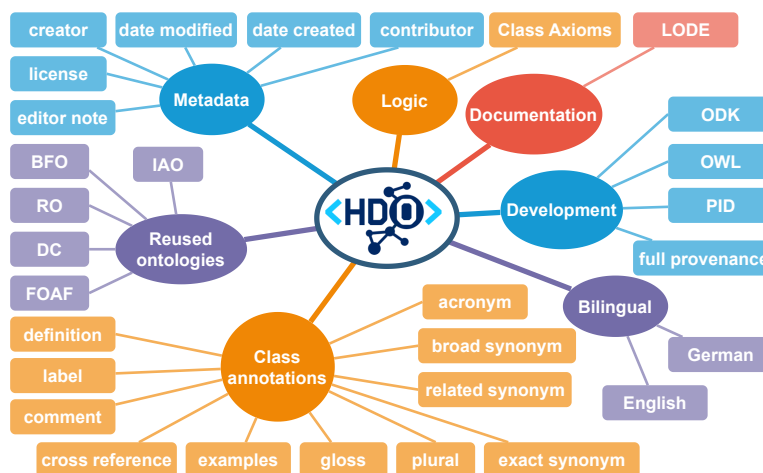 creator
date modified
date created
contributor
Class Axioms
LODE
license
editor note
Metadata
Logic
Documentation
ODK
OWL
PID
full provenance
Development
BFO
IAO
RO
DC
FOAF
Reused
ontologies
<HDO>
Bilingual
German
English
definition
label
comment
Class
annotations
acronym
broad synonym
related synonym
cross reference
examples
gloss
plural
exact synonym